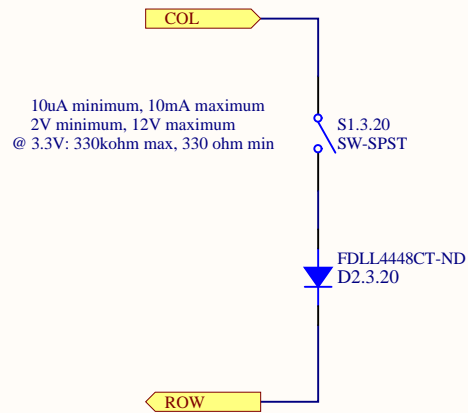 COL
10uA minimum, 10mA maximum
2V minimum, 12V maximum
@ 3.3V: 330kohm max, 330 ohm min
S1.3.20
SW-SPST
FDLL4448CT-ND
D2.3.20
ROW